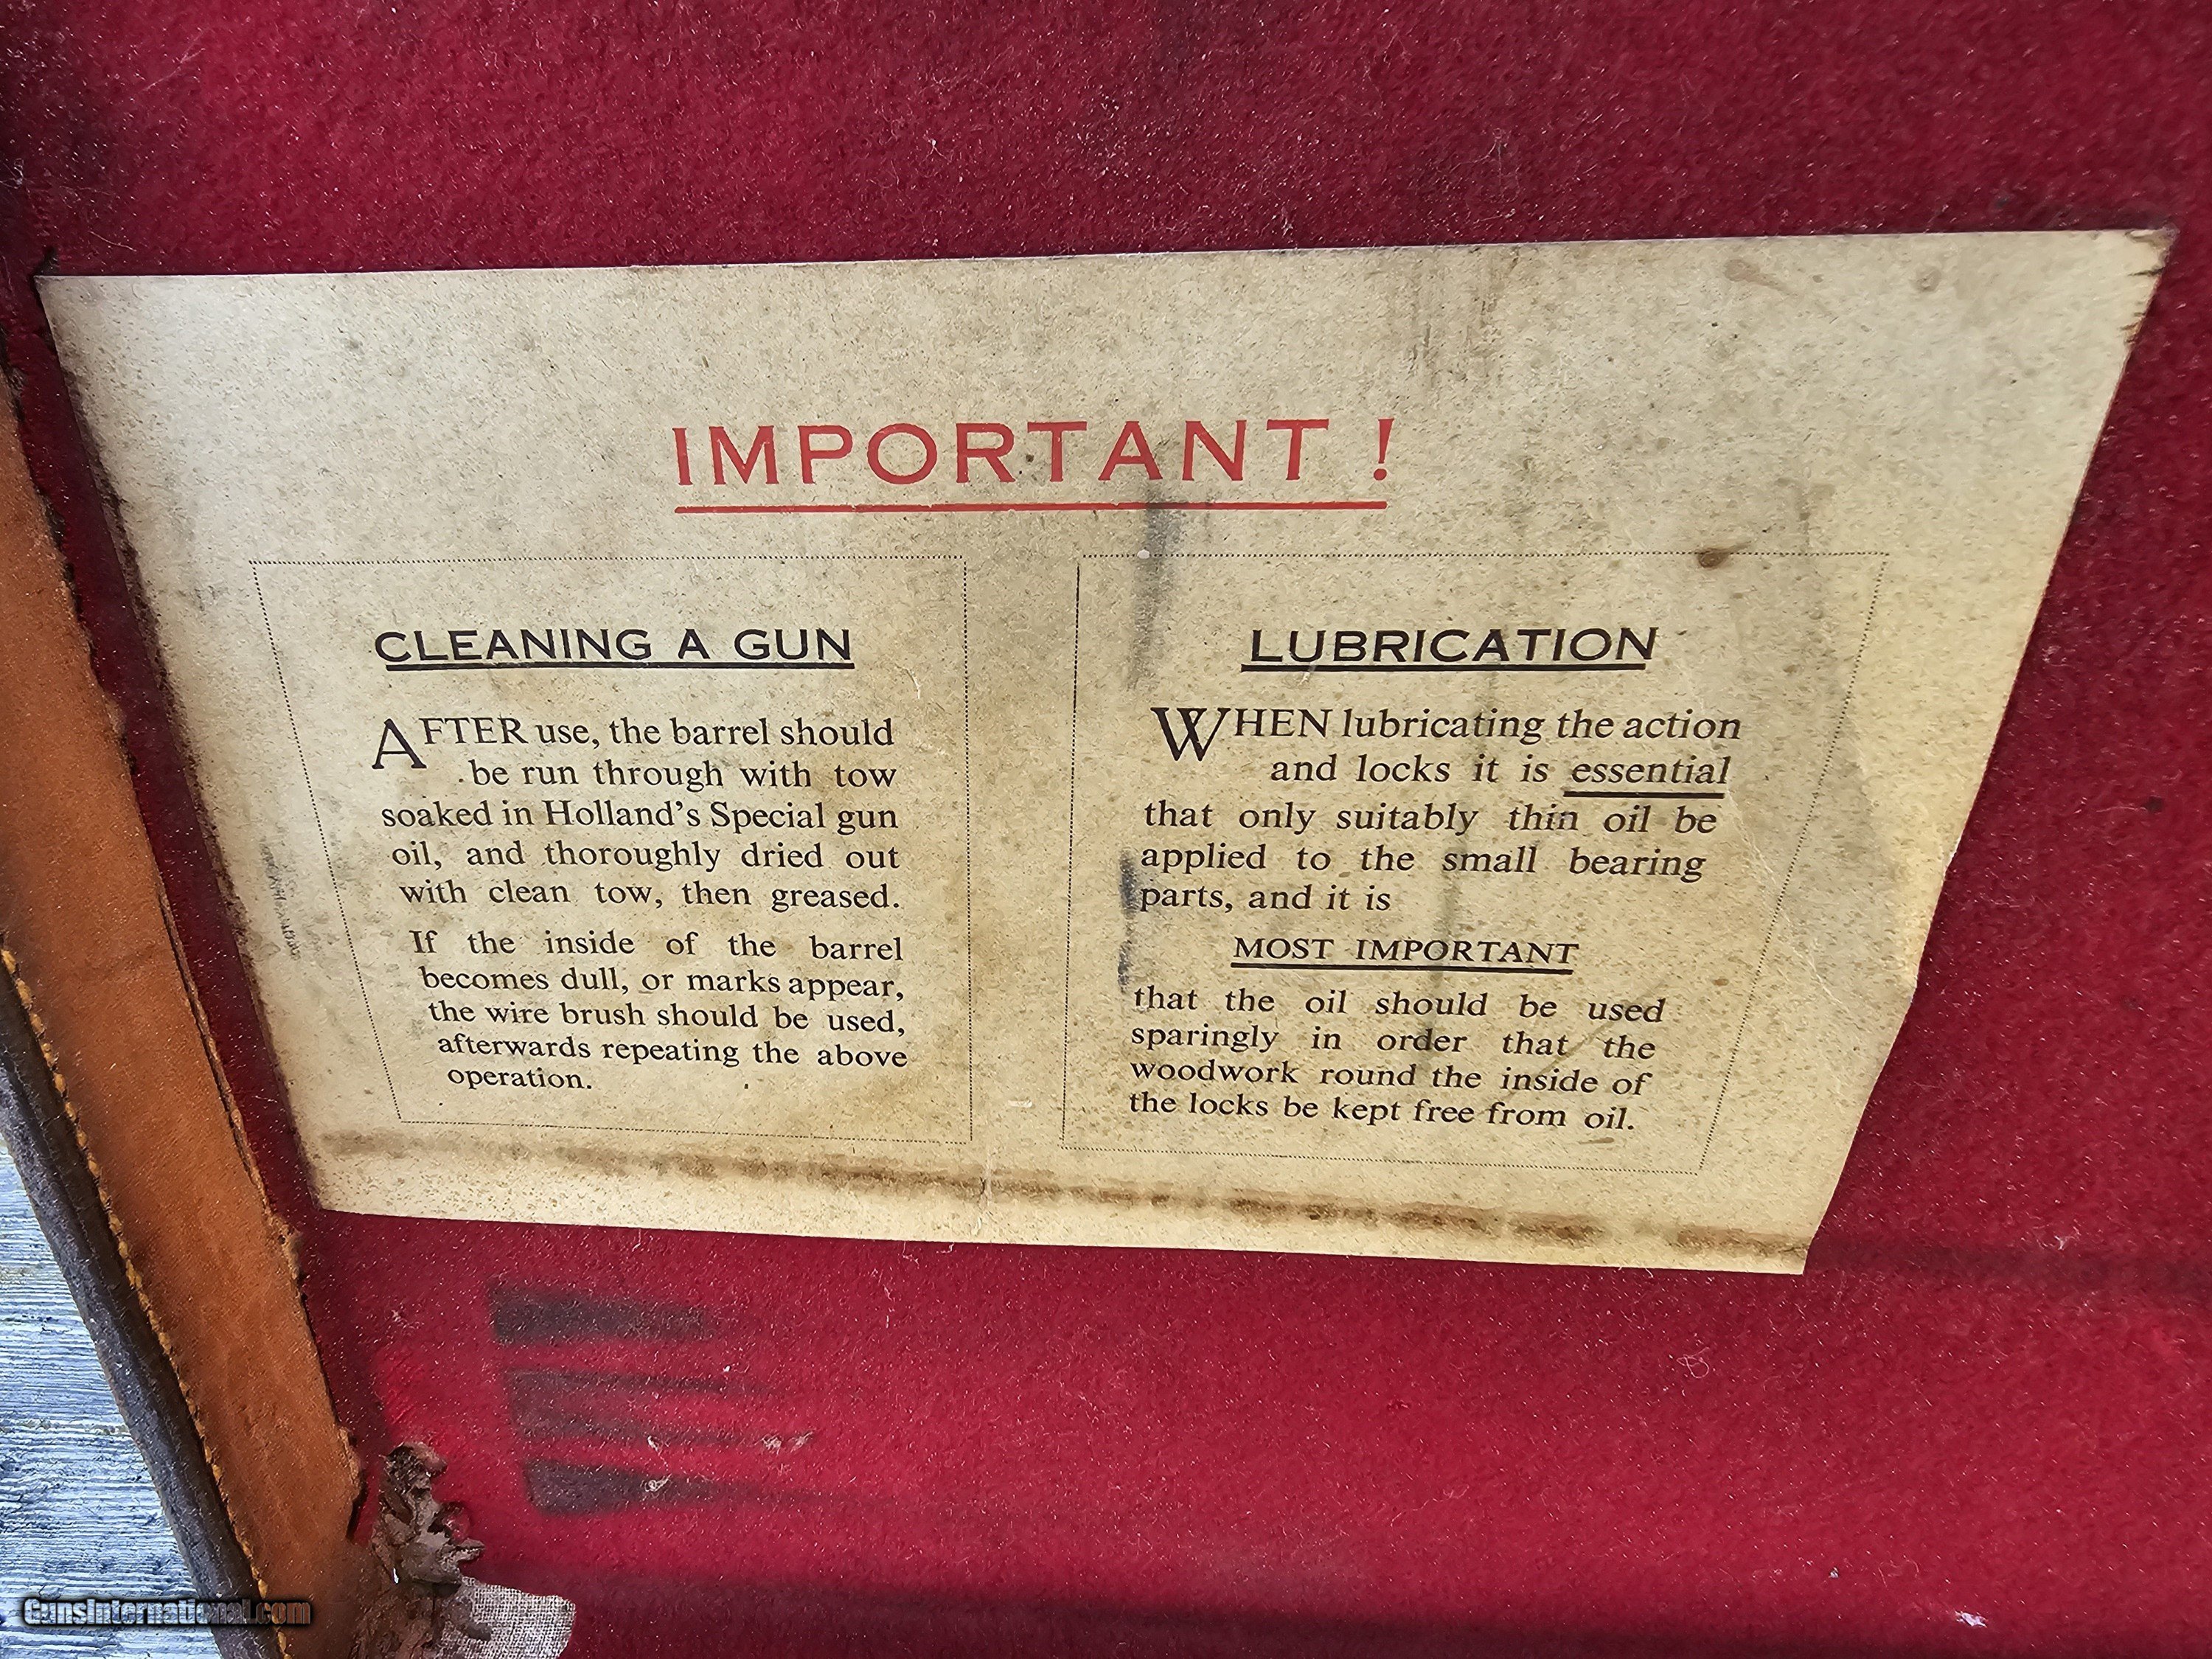 IMPORTANT !
CLEANING A GUN
AFTER use, the barrel should
be run through with tow
soaked in Holland's Special gun
oil, and thoroughly dried out
with clean tow, then greased.
If the inside of the barrel
becomes dull, or marks appear,
the wire brush should be used,
afterwards repeating the above
operation.
LUBRICATION
WHEN lubricating the action
and locks it is essential
that only suitably thin oil be
applied to the small bearing
parts, and it is
MOST IMPORTANT
that the oil should be used
sparingly in order that the
woodwork round the inside of
the locks be kept free from oil.
GunsInternational.com